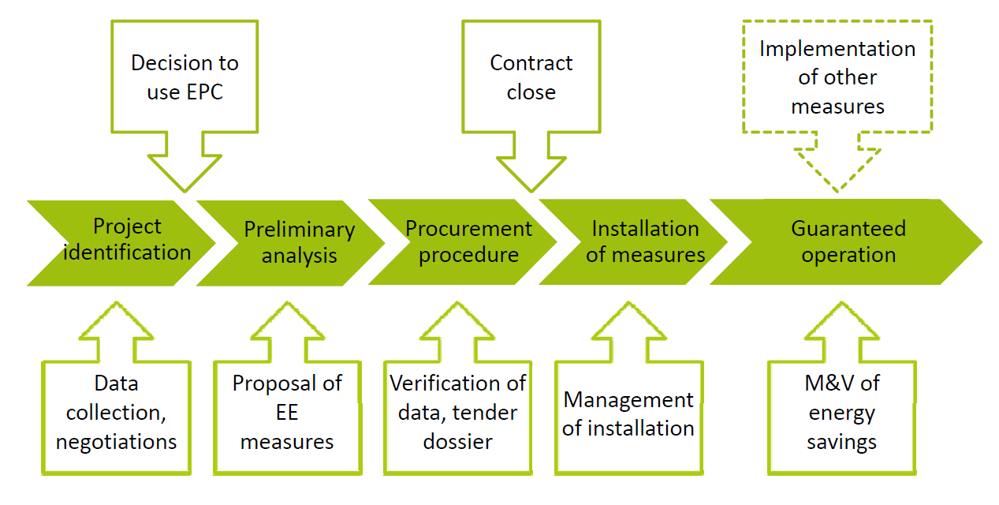 Decision to
use EPC
Contract
close
Implementation
of other
measures
Project
identification
Preliminary
analysis
Procurement
procedure
Installation
of measures
Guaranteed
operation
Data
collection,
negotiations
Proposal of
EE
measures
Verification of
data, tender
dossier
Management
of installation
M&V of
energy
savings